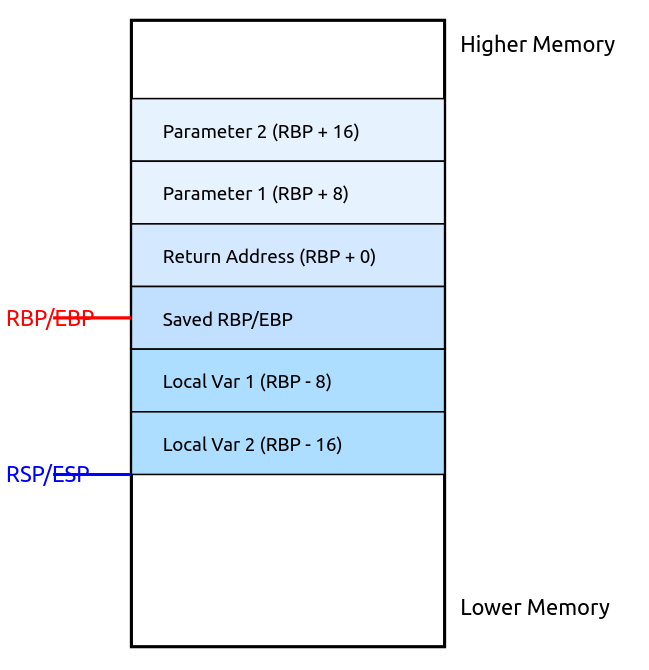 Higher Memory
Parameter 2 (RBP + 16)
Parameter 1 (RBP + 8)
Return Address (RBP + 0)
RBP/EBP
Saved RBP/EBP
Local Var 1 (RBP - 8)
Local Var 2 (RBP - 16)
RSP/ESP
Lower Memory